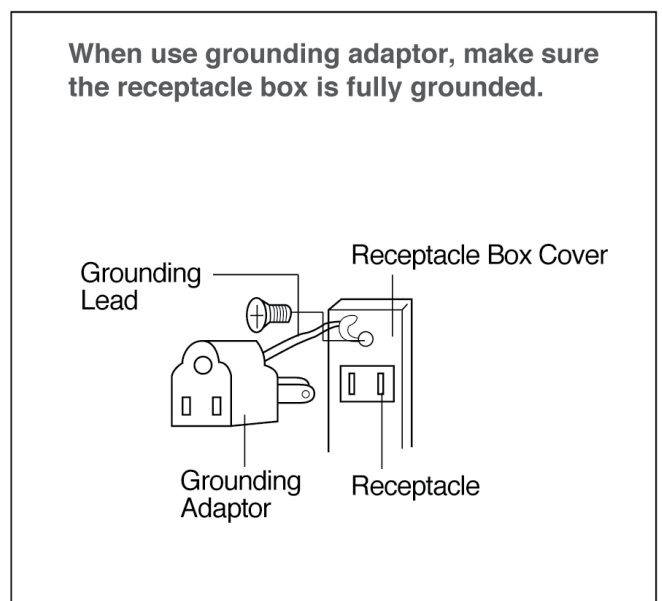 When use grounding adaptor, make sure
the receptacle box is fully grounded.
Receptacle Box Cover
Grounding
Lead
Grounding
Adaptor
Receptacle